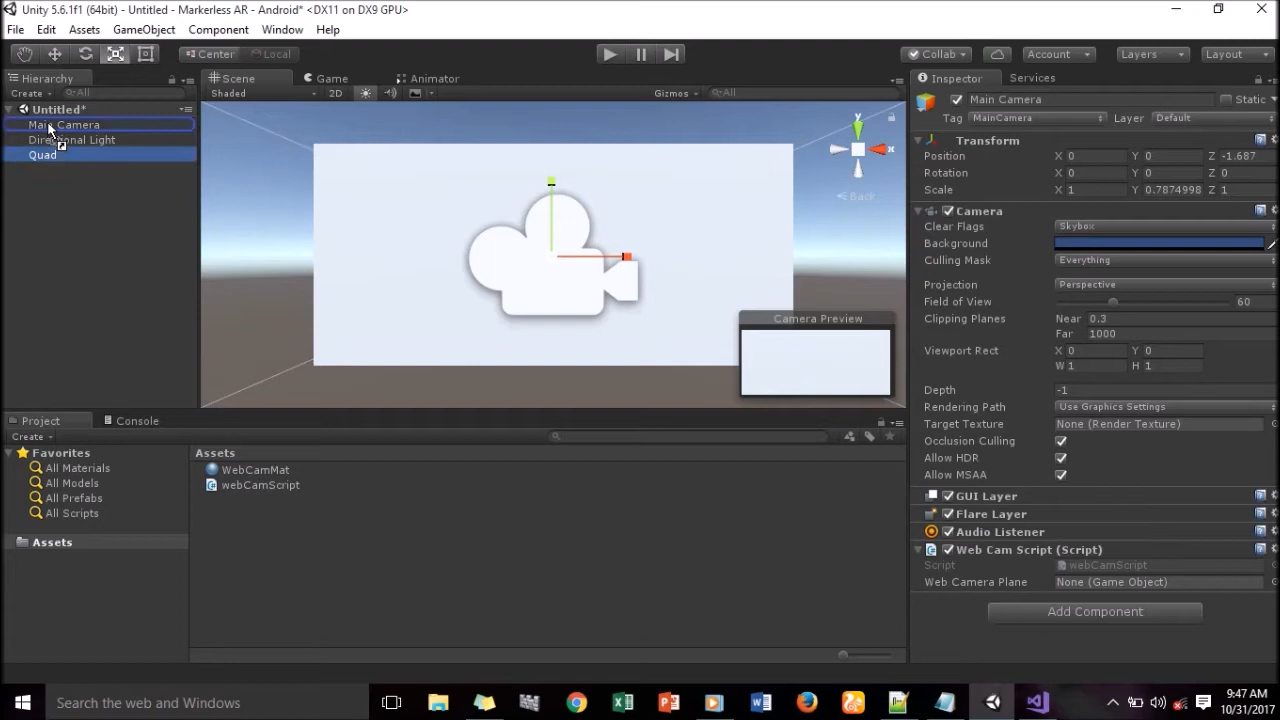 Unity 5.6.1f1 (64bit) - Untitled - Markerless AR - Android* <DX11 on DX9 GPU>
File Edit Assets GameObject Component Window Help
Center Local Collab Account Layers Layout
Hierarchy Scene Game Animator Inspector Services
Create All Shaded 2D Gizmos All Main Camera Static
Untitled*
Tag MainCamera Layer Default
Main Camera
Directional Light
Quad
y
x
Back
Transform
Position X 0 Y 0 Z -1.687
Rotation X 0 Y 0 Z 0
Scale X 1 Y 0.7874998 Z 1
Camera
Clear Flags Skybox
Background
Culling Mask Everything
Projection Perspective
Field of View 60
Clipping Planes Near 0.3
Far 1000
Viewport Rect X 0 Y 0
W 1 H 1
Depth -1
Rendering Path Use Graphics Settings
Target Texture None (Render Texture)
Occlusion Culling
Allow HDR
Allow MSAA
GUI Layer
Flare Layer
Audio Listener
Web Cam Script (Script)
Script webCamScript
Web Camera Plane None (Game Object)
Add Component
Camera Preview
Project Console
Create
Favorites
All Materials
All Models
All Prefabs
All Scripts
Assets
Assets
WebCamMat
webCamScript
Search the web and Windows
9:47 AM
10/31/2017